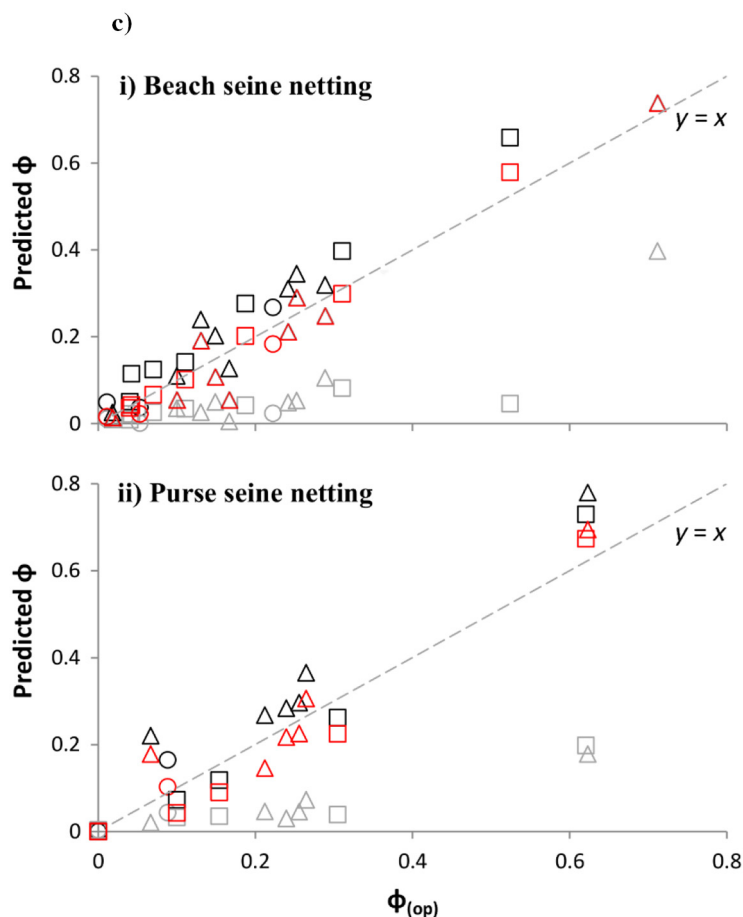 c)
i) Beach seine netting
0.8
0.6
0.4
0.2
0
Predicted ϕ
y = x
ii) Purse seine netting
0.8
0.6
0.4
0.2
0
Predicted ϕ
y = x
0
0.2
0.4
0.6
0.8
ϕ(op)